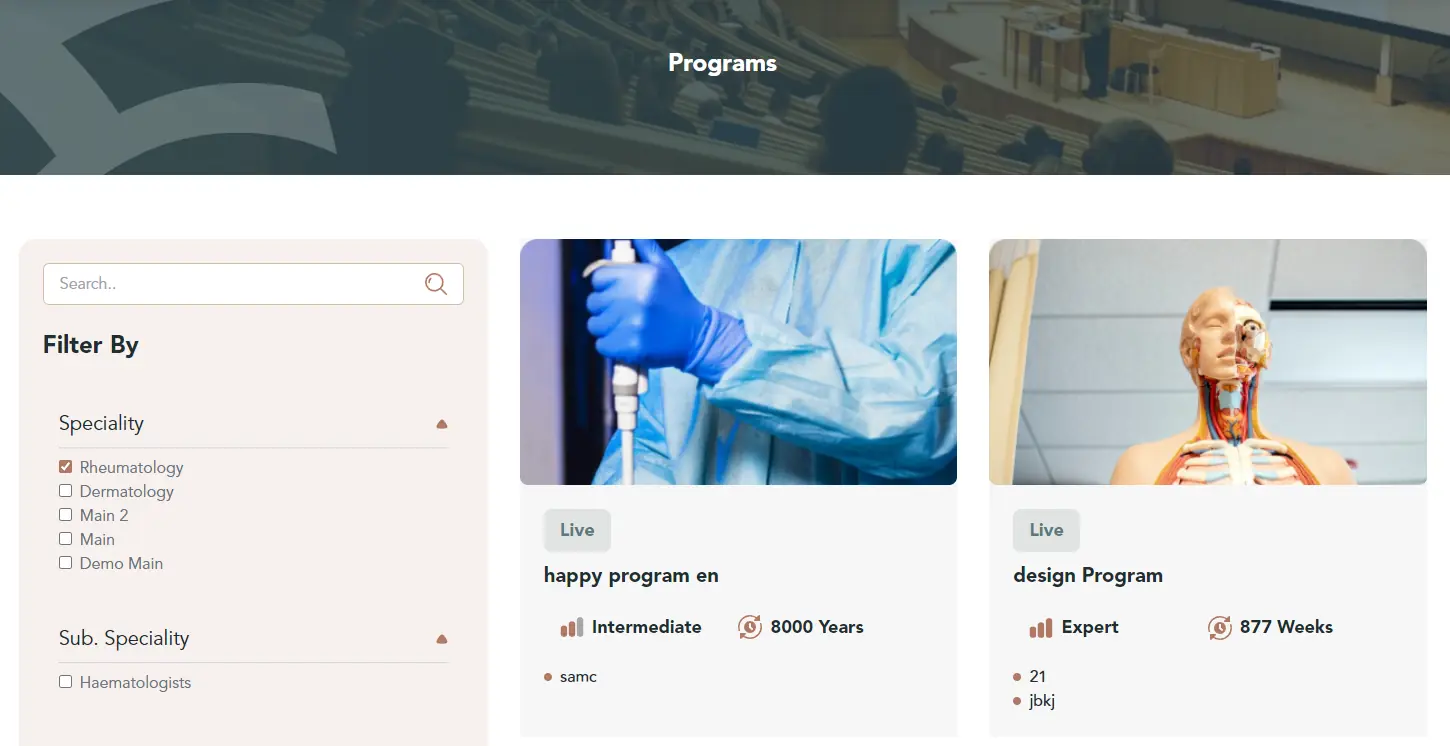 Programs
Search..
Filter By
Speciality
Rheumatology
Dermatology
Main 2
Main
Demo Main
Sub. Speciality
Haematologists
Live
happy program en
Intermediate 8000 Years
samc
Live
design Program
Expert 877 Weeks
21
jbkj